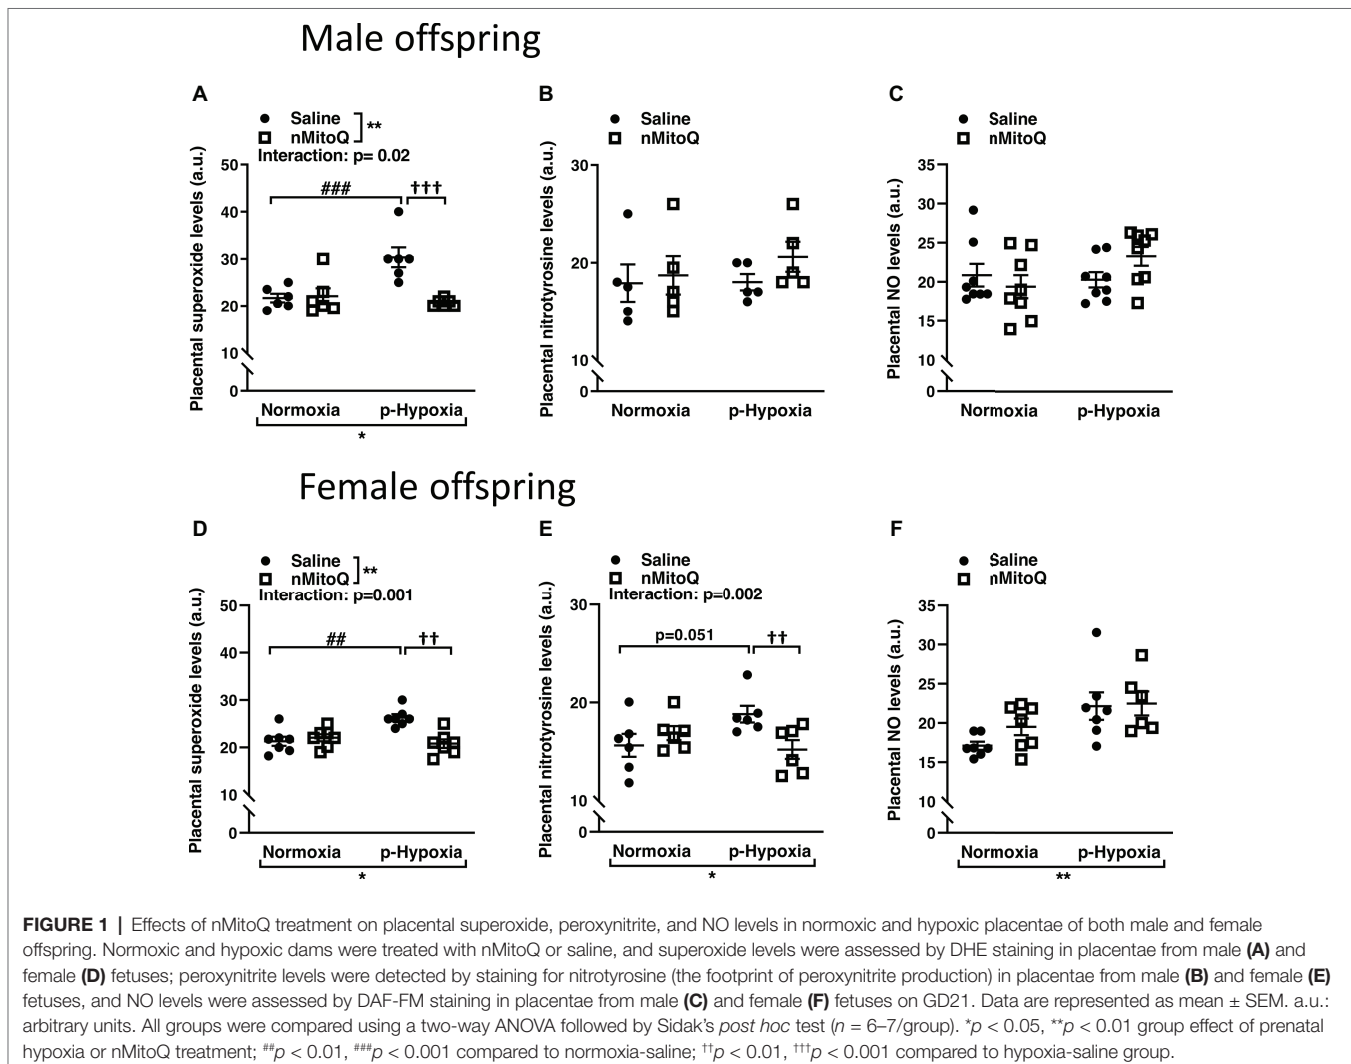 Male offspring
A
Saline
nMitoQ
**
Interaction: p= 0.02
###
†††
Placental superoxide levels (a.u.)
50
40
30
20
10
0
Normoxia
p-Hypoxia
*
B
Saline
nMitoQ
Placental nitrotyrosine levels (a.u.)
30
20
10
0
Normoxia
p-Hypoxia
C
Saline
nMitoQ
Placental NO levels (a.u.)
35
30
25
20
15
10
0
Normoxia
p-Hypoxia
Female offspring
D
Saline
nMitoQ
**
Interaction: p=0.001
##
††
Placental superoxide levels (a.u.)
50
40
30
20
10
0
Normoxia
p-Hypoxia
*
E
Saline
nMitoQ
Interaction: p=0.002
p=0.051
††
Placental nitrotyrosine levels (a.u.)
30
20
10
0
Normoxia
p-Hypoxia
*
F
Saline
nMitoQ
Placental NO levels (a.u.)
35
30
25
20
15
10
0
Normoxia
p-Hypoxia
**
FIGURE 1 | Effects of nMitoQ treatment on placental superoxide, peroxynitrite, and NO levels in normoxic and hypoxic placentae of both male and female
offspring. Normoxic and hypoxic dams were treated with nMitoQ or saline, and superoxide levels were assessed by DHE staining in placentae from male (A) and
female (D) fetuses; peroxynitrite levels were detected by staining for nitrotyrosine (the footprint of peroxynitrite production) in placentae from male (B) and female (E)
fetuses, and NO levels were assessed by DAF-FM staining in placentae from male (C) and female (F) fetuses on GD21. Data are represented as mean ± SEM. a.u.:
arbitrary units. All groups were compared using a two-way ANOVA followed by Sidak's post hoc test (n = 6–7/group). *p < 0.05, **p < 0.01 group effect of prenatal
hypoxia or nMitoQ treatment; ##p < 0.01, ###p < 0.001 compared to normoxia-saline; ††p < 0.01, †††p < 0.001 compared to hypoxia-saline group.